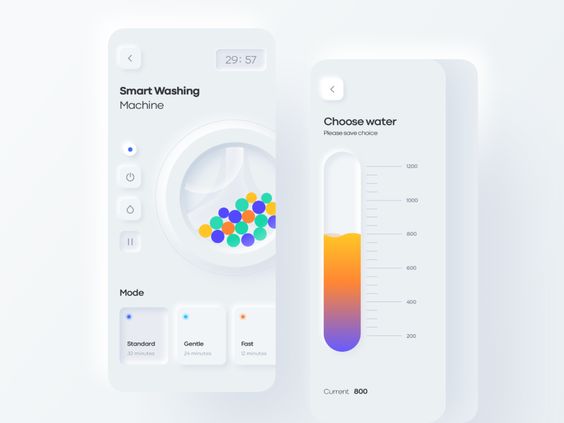 29: 57
Smart Washing
Machine
Mode
Standard
32 minutes
Gentle
24 minutes
Fast
12 minutes
Choose water
Please save choice
1200
1000
800
600
400
200
Current 800